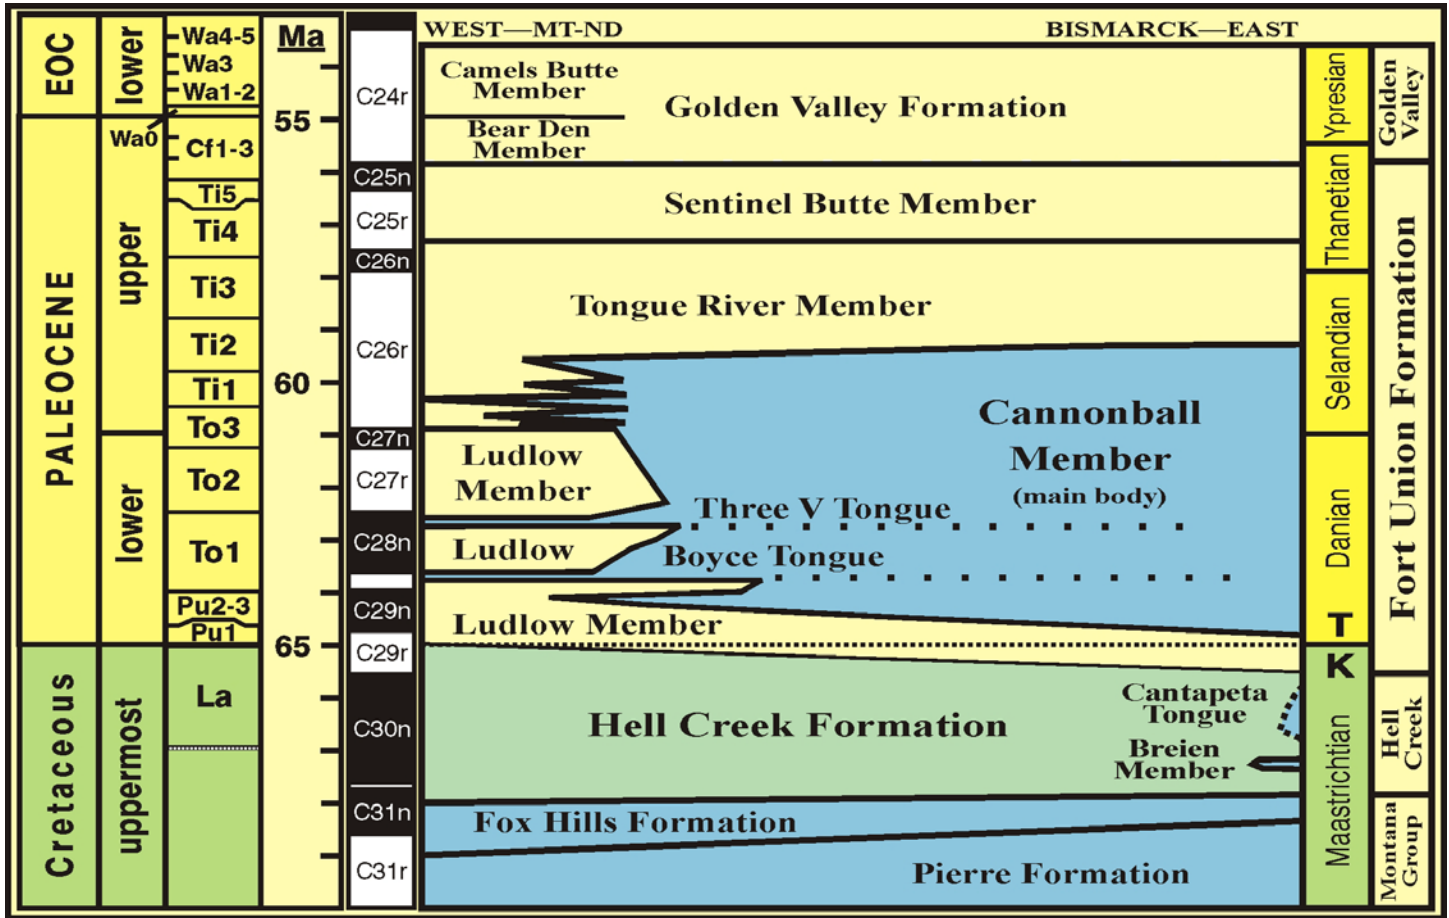 EOC
PALEOCENE
Cretaceous
lower
upper
lower
uppermost
Wa4-5
Wa3
Wa1-2
Wa0
Cf1-3
Ti5
Ti4
Ti3
Ti2
Ti1
To3
To2
To1
Pu2-3
Pu1
La
Ma
55
60
65
C24r
C25n
C25r
C26n
C26r
C27n
C27r
C28n
C29n
C29r
C30n
C31n
C31r
WEST—MT-ND
BISMARCK—EAST
Camels Butte
Member
Golden Valley Formation
Bear Den
Member
Sentinel Butte Member
Tongue River Member
Cannonball
Member
(main body)
Ludlow
Member
Three V Tongue
Ludlow
Boyce Tongue
Ludlow Member
Hell Creek Formation
Cantapeta
Tongue
Breien
Member
Fox Hills Formation
Pierre Formation
Ypresian
Thanetian
Selandian
Danian
T
K
Maastrichtian
Golden
Valley
Fort Union Formation
Hell
Creek
Montana
Group